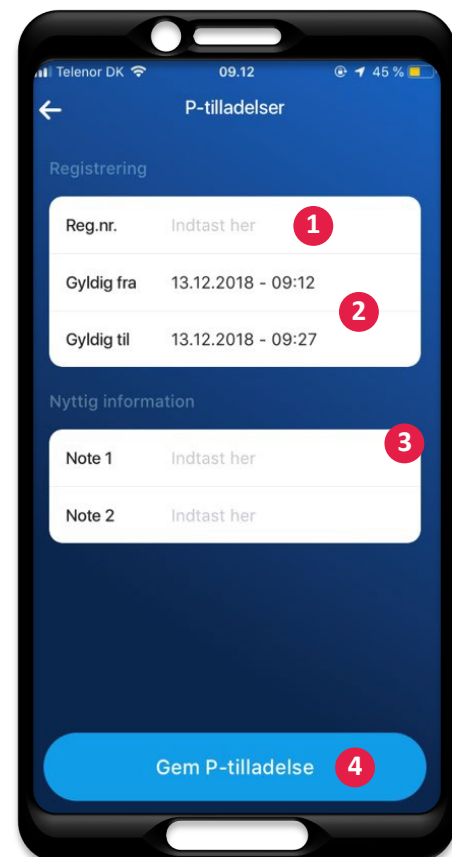 Telenor DK 09.12 45 %
P-tilladelser
Registrering
Reg.nr. Indtast her 1
Gyldig fra 13.12.2018 - 09:12
2
Gyldig til 13.12.2018 - 09:27
Nyttig information
3
Note 1 Indtast her
Note 2 Indtast her
Gem P-tilladelse 4